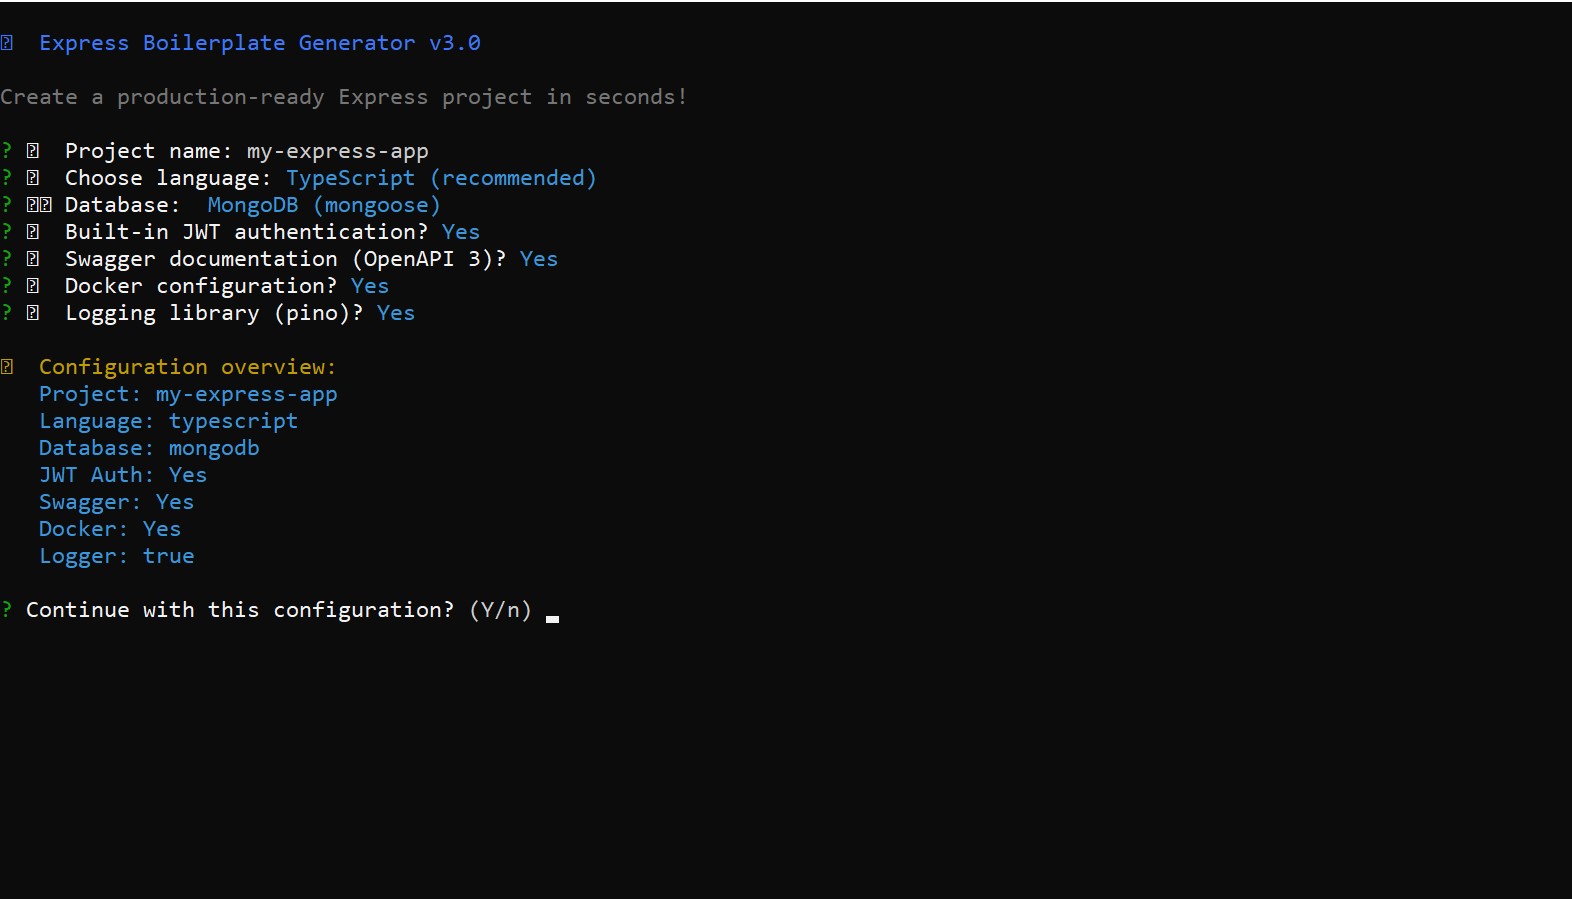 Express Boilerplate Generator v3.0
Create a production-ready Express project in seconds!
? Project name: my-express-app
? Choose language: TypeScript (recommended)
? Database: MongoDB (mongoose)
? Built-in JWT authentication? Yes
? Swagger documentation (OpenAPI 3)? Yes
? Docker configuration? Yes
? Logging library (pino)? Yes
Configuration overview:
Project: my-express-app
Language: typescript
Database: mongodb
JWT Auth: Yes
Swagger: Yes
Docker: Yes
Logger: true
? Continue with this configuration? (Y/n)